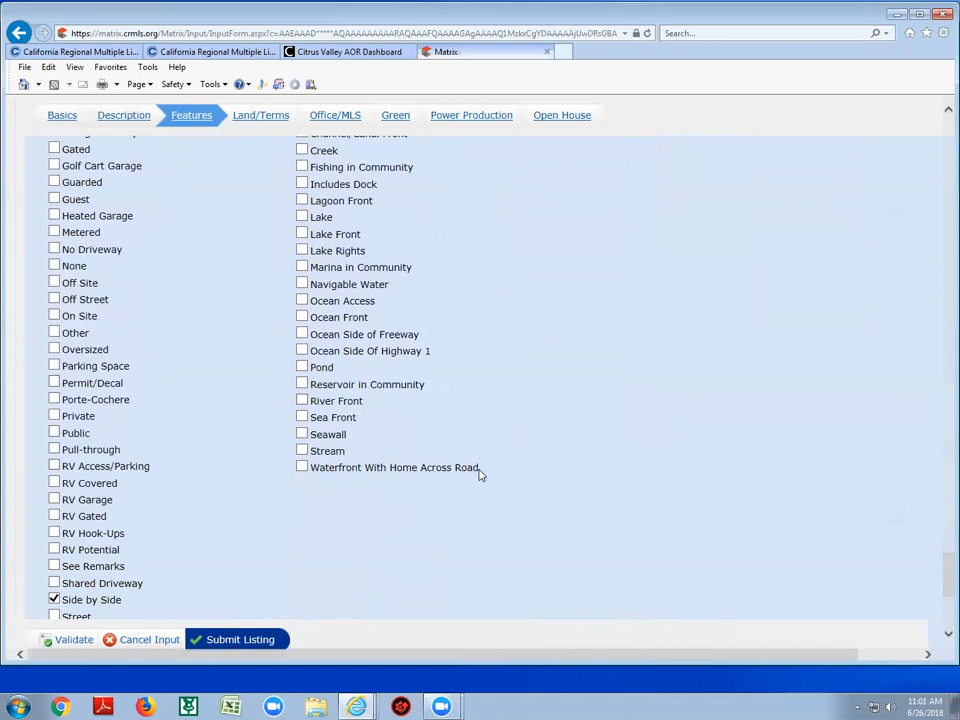 https://matrix.crmls.org/Matrix/Input/InputForm.aspx?c=
Search...
California Regional Multiple Li...
California Regional Multiple Li...
Citrus Valley AOR Dashboard
Matrix
File Edit View Favorites Tools Help
Page Safety Tools
Basics Description Features Land/Terms Office/MLS Green Power Production Open House
Gated
Golf Cart Garage
Guarded
Guest
Heated Garage
Metered
No Driveway
None
Off Site
Off Street
On Site
Other
Oversized
Parking Space
Permit/Decal
Porte-Cochere
Private
Public
Pull-through
RV Access/Parking
RV Covered
RV Garage
RV Gated
RV Hook-Ups
RV Potential
See Remarks
Shared Driveway
Side by Side
Street
Creek
Fishing in Community
Includes Dock
Lagoon Front
Lake
Lake Front
Lake Rights
Marina in Community
Navigable Water
Ocean Access
Ocean Front
Ocean Side of Freeway
Ocean Side Of Highway 1
Pond
Reservoir in Community
River Front
Sea Front
Seawall
Stream
Waterfront With Home Across Road
Validate Cancel Input Submit Listing
11:01 AM
6/26/2018